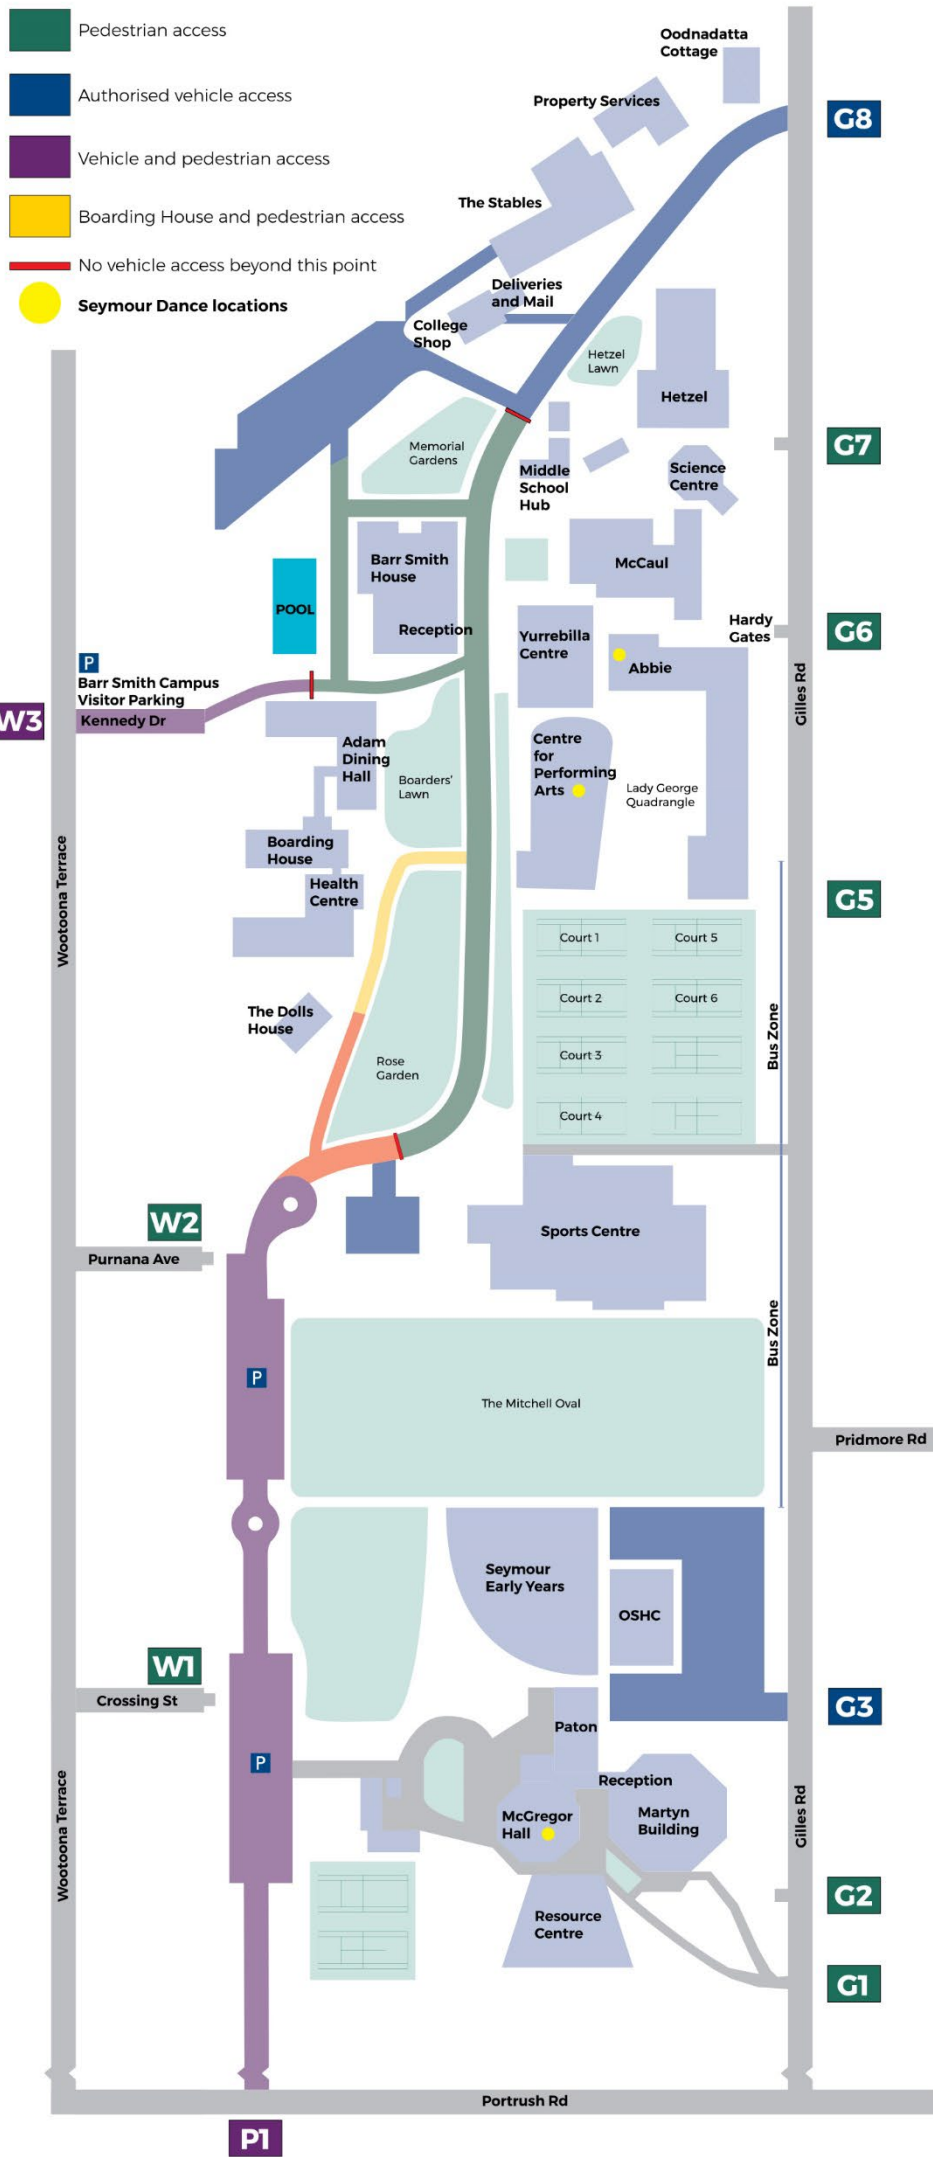 Pedestrian access
Authorised vehicle access
Vehicle and pedestrian access
Boarding House and pedestrian access
No vehicle access beyond this point
Seymour Dance locations
Oodnadatta
Cottage
Property Services
G8
The Stables
Deliveries
and Mail
College
Shop
Hetzel
Lawn
Hetzel
Memorial
Gardens
G7
Middle
School
Hub
Science
Centre
Barr Smith
House
McCaul
POOL
Reception
Yurrebilla
Centre
Hardy
Gates
G6
Abbie
P
Barr Smith Campus
Visitor Parking
W3
Kennedy Dr
Gilles Rd
Adam
Dining
Hall
Centre
for
Performing
Arts
Boarders'
Lawn
Lady George
Quadrangle
Boarding
House
Health
Centre
Wootoona Terrace
G5
Court 1
Court 5
Court 2
Court 6
The Dolls
House
Bus Zone
Court 3
Rose
Garden
Court 4
W2
Purnana Ave
Sports Centre
Bus Zone
P
The Mitchell Oval
Pridmore Rd
Seymour
Early Years
OSHC
W1
Crossing St
G3
Paton
P
Reception
McGregor
Hall
Martyn
Building
Wootoona Terrace
Gilles Rd
G2
Resource
Centre
G1
Portrush Rd
P1